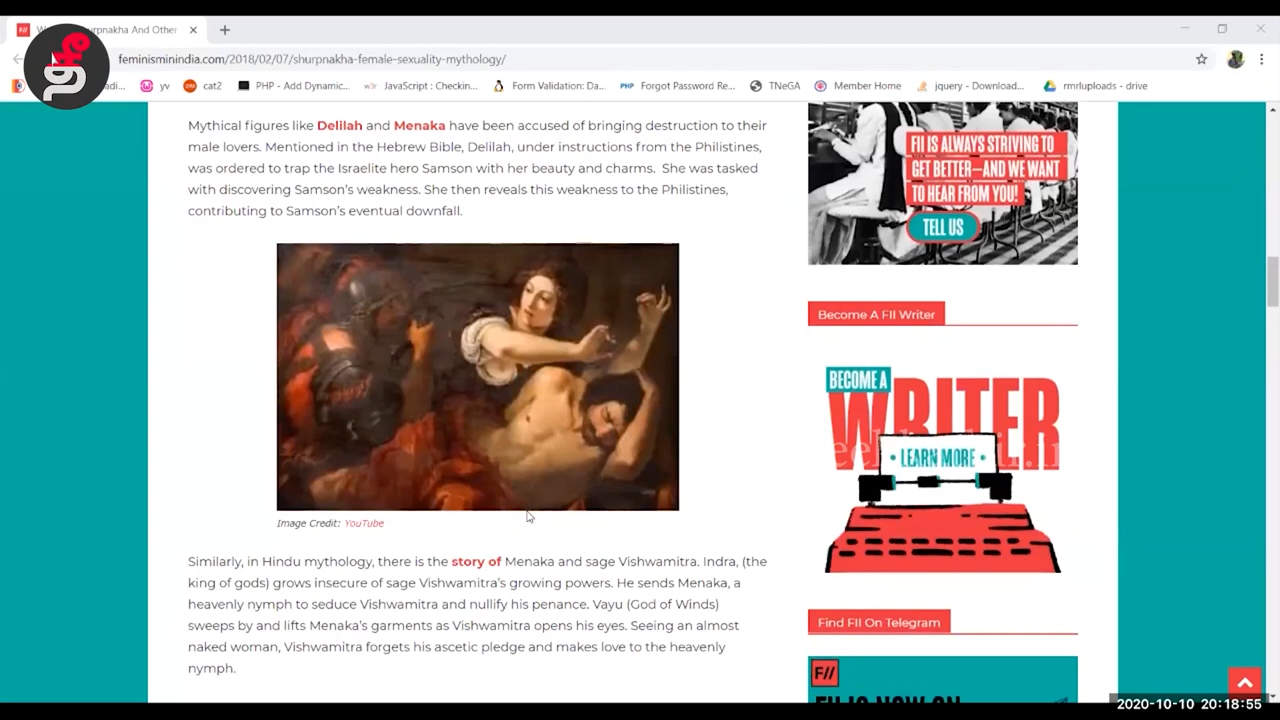 Shurpnakha And Other
feminisminindia.com/2018/02/07/shurpnakha-female-sexuality-mythology/
yv
cat2
PHP - Add Dynamic...
JavaScript : Checkin...
Form Validation: Da...
Forgot Password Re...
TNeGA
Member Home
jquery - Download...
rmrluploads - drive
Mythical figures like Delilah and Menaka have been accused of bringing destruction to their
male lovers. Mentioned in the Hebrew Bible, Delilah, under instructions from the Philistines,
was ordered to trap the Israelite hero Samson with her beauty and charms. She was tasked
with discovering Samson's weakness. She then reveals this weakness to the Philistines,
contributing to Samson's eventual downfall.
Image Credit: YouTube
Similarly, in Hindu mythology, there is the story of Menaka and sage Vishwamitra. Indra, (the
king of gods) grows insecure of sage Vishwamitra's growing powers. He sends Menaka, a
heavenly nymph to seduce Vishwamitra and nullify his penance. Vayu (God of Winds)
sweeps by and lifts Menaka's garments as Vishwamitra opens his eyes. Seeing an almost
naked woman, Vishwamitra forgets his ascetic pledge and makes love to the heavenly
nymph.
FII IS ALWAYS STRIVING TO
GET BETTER—AND WE WANT
TO HEAR FROM YOU!
TELL US
Become A FII Writer
BECOME A
WRITER
• LEARN MORE •
Find FII On Telegram
FII IS NOW ON
2020-10-10 20:18:55